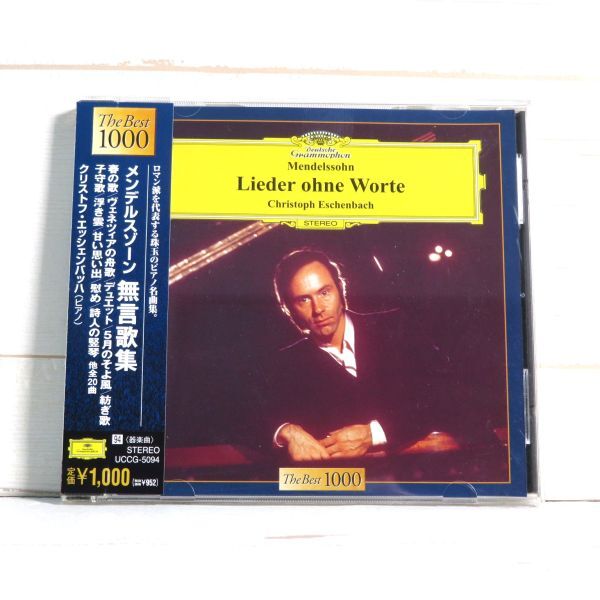 The Best
1000
ロマン派を代表する珠玉のピアノ名曲集。
メンデルスゾーン 無言歌集
春の歌/ヴェネツィアの舟歌/デュエット/5月のそよ風/紡ぎ歌
子守歌/浮き雲/甘い思い出/慰め/詩人の竪琴 他全20曲
クリストフ・エッシェンバッハ〈ピアノ〉
94〈器楽曲〉
STEREO
UCCG-5094
定価 ¥1,000 (税抜価格 ¥952)
Deutsche
Grammophon
Mendelssohn
Lieder ohne Worte
Christoph Eschenbach
STEREO
The Best 1000